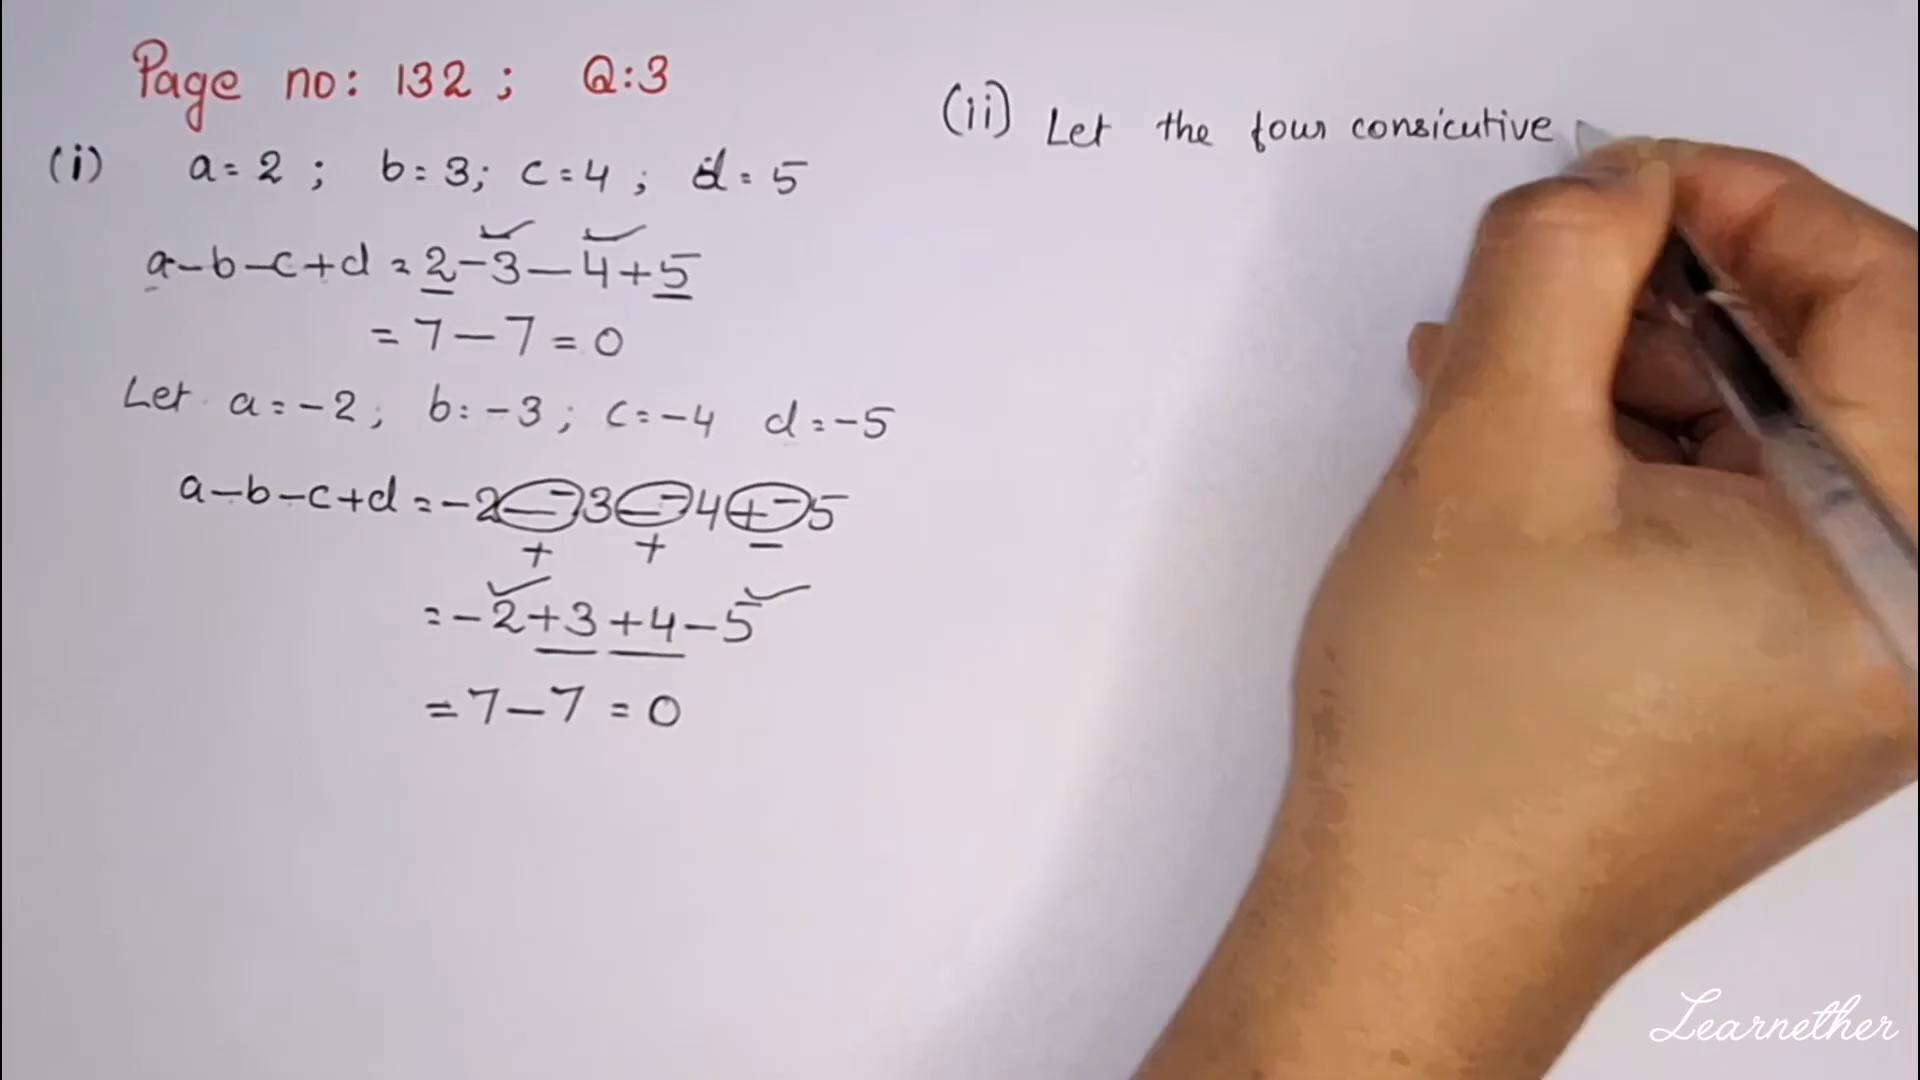 Page no: 132 ; Q:3
(i) a = 2 ; b = 3; c = 4 ; d = 5
a-b-c+d = 2-3-4+5
= 7-7 = 0
Let a = -2 ; b = -3 ; c = -4 d = -5
a-b-c+d = -2--3--4+-5
+ + -
= -2+3+4-5
= 7-7 = 0
(ii) Let the four consicutive
Learnether